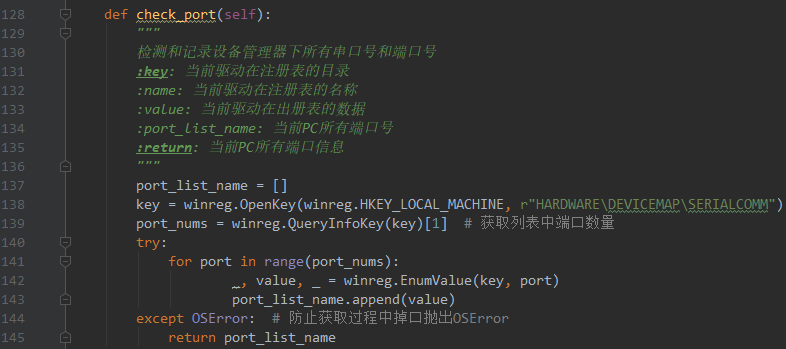 128 def check_port(self):
129 """
130 检测和记录设备管理器下所有串口号和端口号
131 :key: 当前驱动在注册表的目录
132 :name: 当前驱动在注册表的名称
133 :value: 当前驱动在出册表的数据
134 :port_list_name: 当前PC所有端口号
135 :return: 当前PC所有端口信息
136 """
137 port_list_name = []
138 key = winreg.OpenKey(winreg.HKEY_LOCAL_MACHINE, r"HARDWARE\DEVICEMAP\SERIALCOMM")
139 port_nums = winreg.QueryInfoKey(key)[1] # 获取列表中端口数量
140 try:
141 for port in range(port_nums):
142 _, value, _ = winreg.EnumValue(key, port)
143 port_list_name.append(value)
144 except OSError: # 防止获取过程中掉口抛出OSError
145 return port_list_name